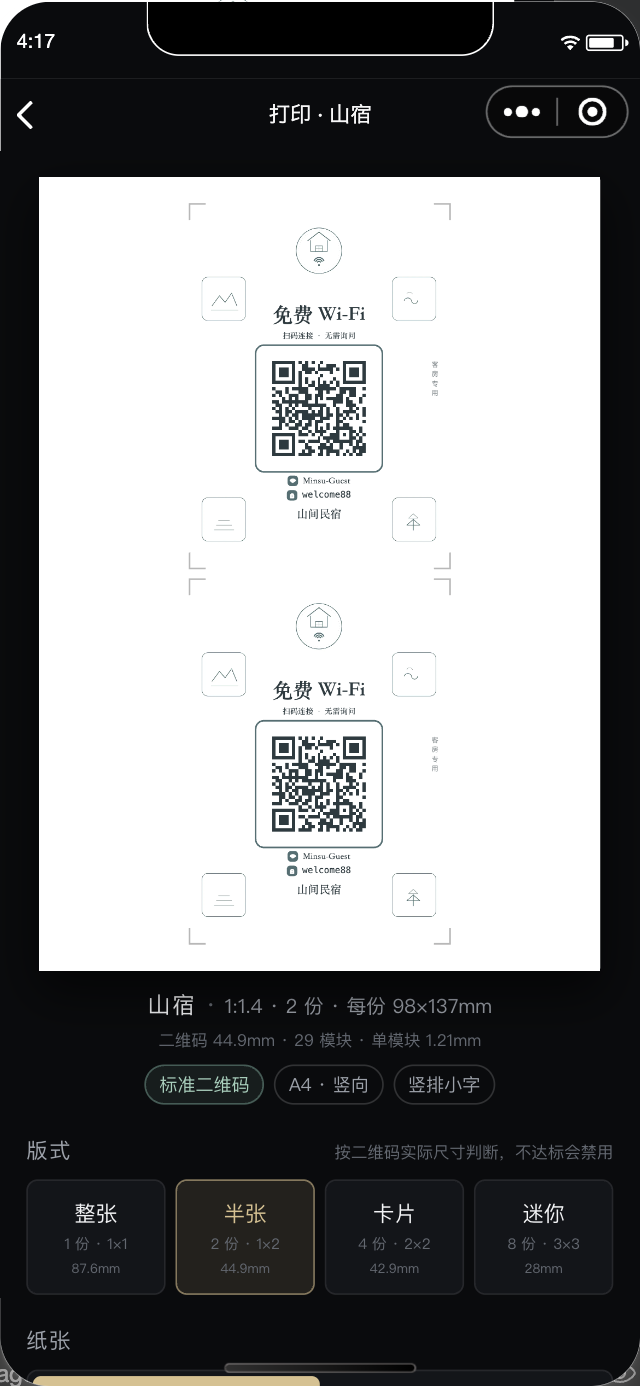 4:17
打印 · 山宿
免费 Wi-Fi
扫码连接 · 无需询问
客房专用
Minsu-Guest
welcome88
山间民宿
免费 Wi-Fi
扫码连接 · 无需询问
客房专用
Minsu-Guest
welcome88
山间民宿
山宿 · 1:1.4 · 2 份 · 每份 98×137mm
二维码 44.9mm · 29 模块 · 单模块 1.21mm
标准二维码 A4 · 竖向 竖排小字
版式 按二维码实际尺寸判断，不达标会禁用
整张 半张 卡片 迷你
1 份 · 1×1 2 份 · 1×2 4 份 · 2×2 8 份 · 3×3
87.6mm 44.9mm 42.9mm 28mm
纸张